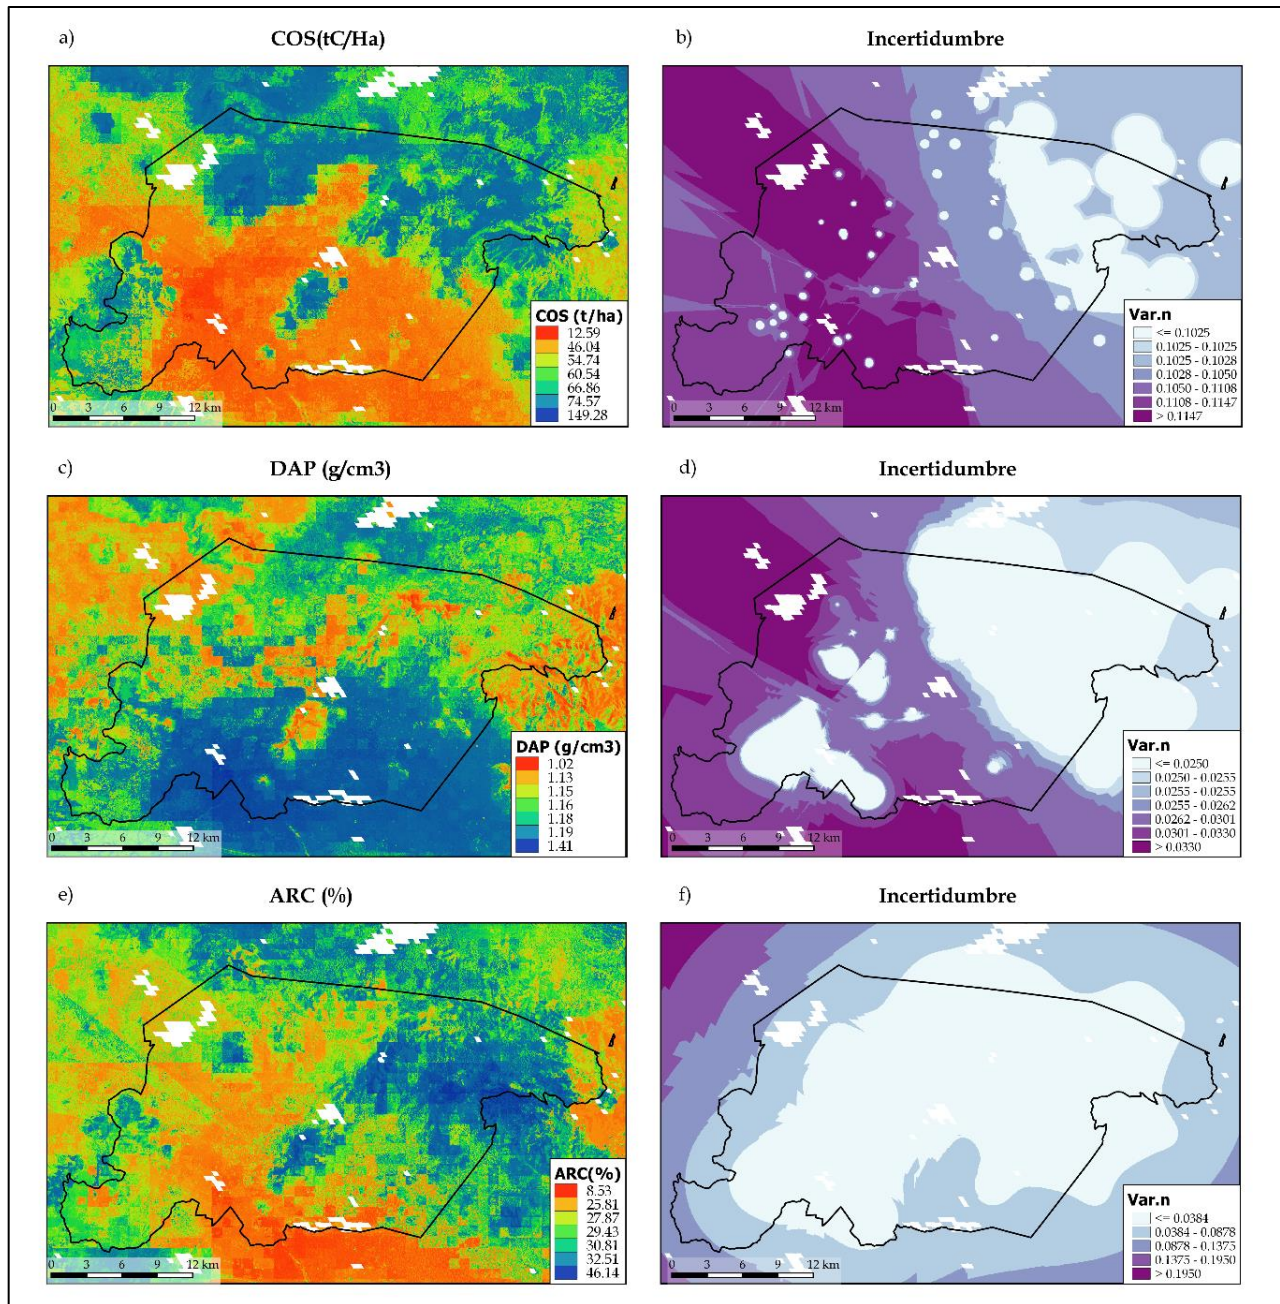 a) COS(tC/Ha)
b) Incertidumbre
COS (t/ha)
12.59
46.04
54.74
60.54
66.86
74.57
149.28
0 3 6 9 12 km
Var.n
<= 0.1025
0.1025 - 0.1025
0.1025 - 0.1028
0.1028 - 0.1050
0.1050 - 0.1108
0.1108 - 0.1147
> 0.1147
0 3 6 9 12 km
c) DAP (g/cm3)
d) Incertidumbre
DAP (g/cm3)
1.02
1.13
1.15
1.16
1.18
1.19
1.41
0 3 6 9 12 km
Var.n
<= 0.0250
0.0250 - 0.0255
0.0255 - 0.0255
0.0255 - 0.0262
0.0262 - 0.0301
0.0301 - 0.0330
> 0.0330
0 3 6 9 12 km
e) ARC (%)
f) Incertidumbre
ARC(%)
8.53
25.81
27.87
29.43
30.81
32.51
46.14
0 3 6 9 12 km
Var.n
<= 0.0384
0.0384 - 0.0878
0.0878 - 0.1375
0.1375 - 0.1950
> 0.1950
0 3 6 9 12 km